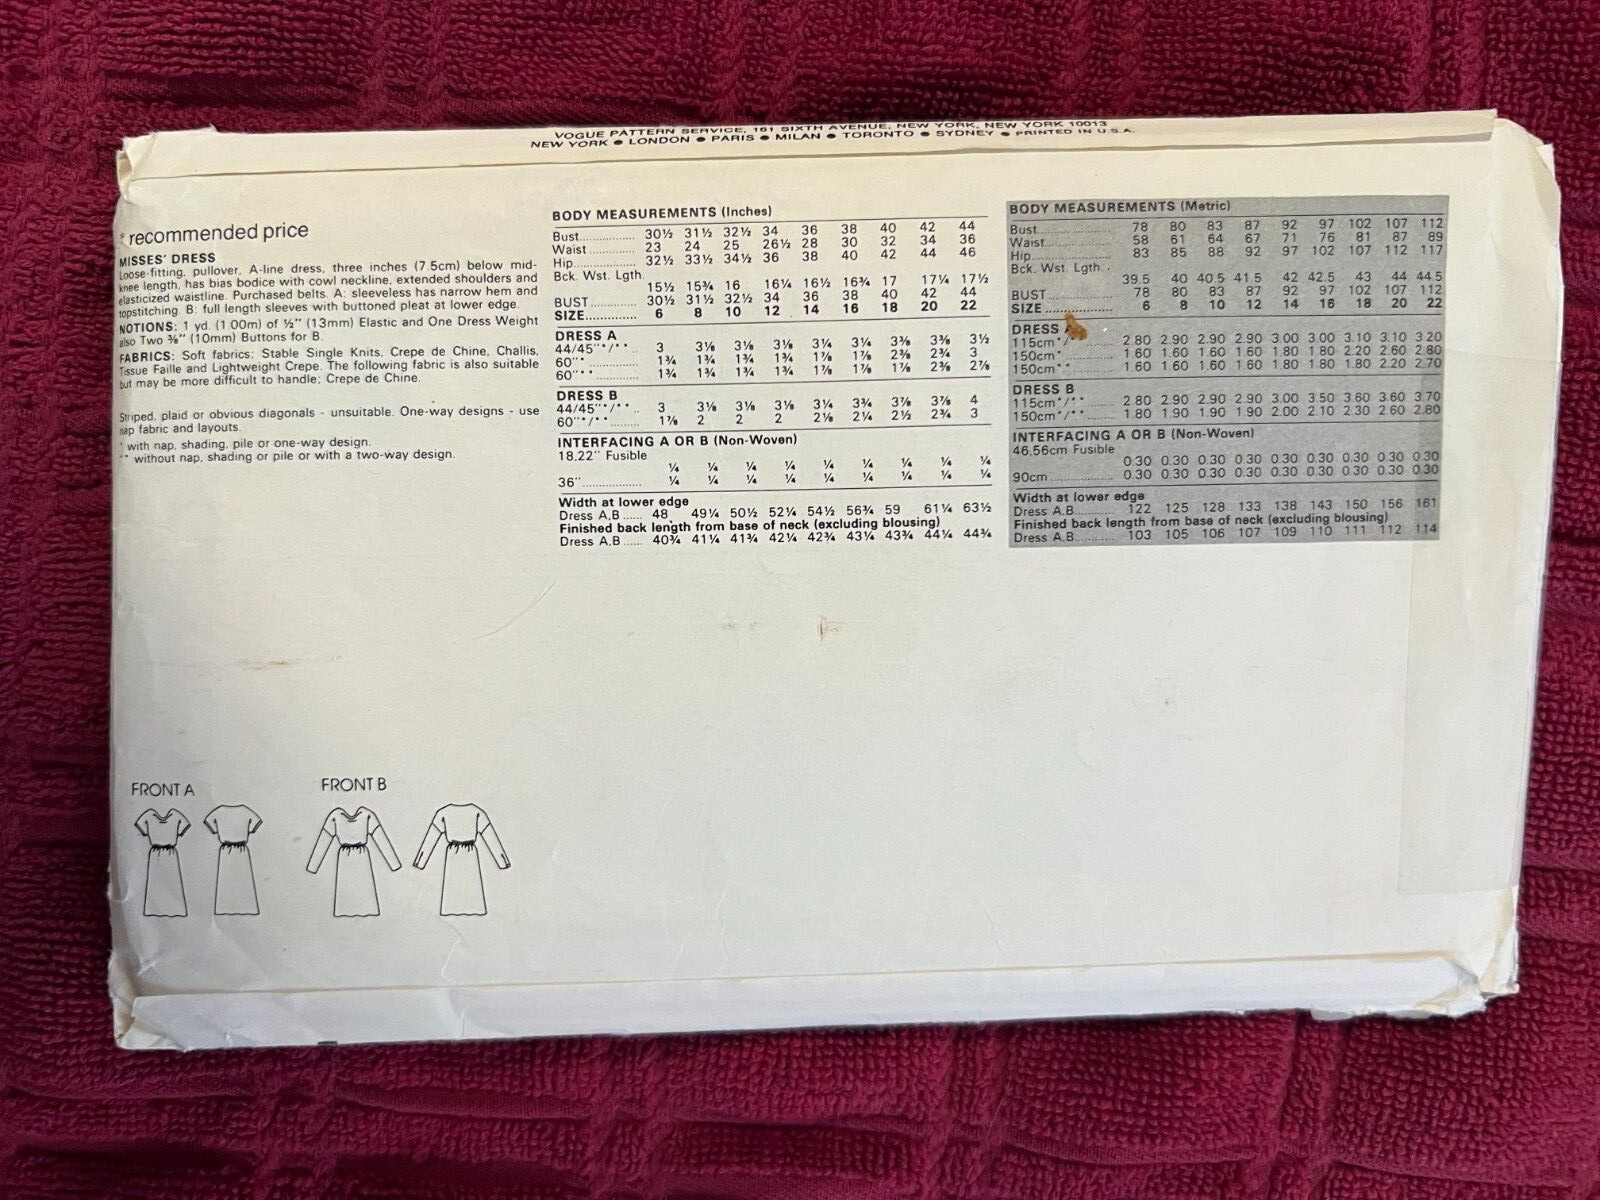 VOGUE PATTERN SERVICE, 161 SIXTH AVENUE, NEW YORK, NEW YORK 10013
NEW YORK ● LONDON ● PARIS ● MILAN ● TORONTO ● SYDNEY ● PRINTED IN U.S.A.
*recommended price
MISSES' DRESS
Loose-fitting, pullover, A-line dress, three inches (7.5cm) below mid-
knee length, has bias bodice with cowl neckline, extended shoulders and
elasticized waistline. Purchased belts. A: sleeveless has narrow hem and
topstitching. B: full length sleeves with buttoned pleat at lower edge.
NOTIONS: 1 yd. (1.00m) of ½" (13mm) Elastic and One Dress Weight
also Two ⅜" (10mm) Buttons for B.
FABRICS: Soft fabrics: Stable Single Knits, Crepe de Chine, Challis,
Tissue Faille and Lightweight Crepe. The following fabric is also suitable
but may be more difficult to handle; Crepe de Chine.
Striped, plaid or obvious diagonals - unsuitable. One-way designs - use
nap fabric and layouts.
* with nap, shading, pile or one-way design.
** without nap, shading or pile or with a two-way design.
BODY MEASUREMENTS (Inches)
Bust................ 30½ 31½ 32½ 34 36 38 40 42 44
Waist............. 23 24 25 26½ 28 30 32 34 36
Hip................. 32½ 33½ 34½ 36 38 40 42 44 46
Bck. Wst. Lgth.
15½ 15¾ 16 16¼ 16½ 16¾ 17 17¼ 17½
BUST............. 30½ 31½ 32½ 34 36 38 40 42 44
SIZE.............. 6 8 10 12 14 16 18 20 22
DRESS A
44/45"*/** 3 3⅛ 3⅛ 3⅛ 3¼ 3¼ 3⅜ 3⅜ 3½
60"* 1¾ 1¾ 1¾ 1¾ 1⅞ 1⅞ 2⅜ 2¾ 3
60"** 1¾ 1¾ 1¾ 1¾ 1⅞ 1⅞ 1⅞ 2⅜ 2⅞
DRESS B
44/45"*/** .. 3 3⅛ 3⅛ 3⅛ 3¼ 3¾ 3⅞ 3⅞ 4
60"*/** ........ 1⅞ 2 2 2 2⅛ 2¼ 2½ 2¾ 3
INTERFACING A OR B (Non-Woven)
18,22" Fusible
¼ ¼ ¼ ¼ ¼ ¼ ¼ ¼ ¼
36"................ ¼ ¼ ¼ ¼ ¼ ¼ ¼ ¼ ¼
Width at lower edge
Dress A,B ...... 48 49¼ 50½ 52¼ 54½ 56¾ 59 61¼ 63½
Finished back length from base of neck (excluding blousing)
Dress A,B ...... 40¾ 41¼ 41¾ 42¼ 42¾ 43¼ 43¾ 44¼ 44¾
BODY MEASUREMENTS (Metric)
Bust.................. 78 80 83 87 92 97 102 107 112
Waist................ 58 61 64 67 71 76 81 87 89
Hip.................... 83 85 88 92 97 102 107 112 117
Bck. Wst. Lgth. .
39.5 40 40.5 41.5 42 42.5 43 44 44.5
BUST................ 78 80 83 87 92 97 102 107 112
SIZE ................. 6 8 10 12 14 16 18 20 22
DRESS A
115cm*/ .......... 2.80 2.90 2.90 2.90 3.00 3.00 3.10 3.10 3.20
150cm* ............ 1.60 1.60 1.60 1.60 1.80 1.80 2.20 2.60 2.80
150cm** ........... 1.60 1.60 1.60 1.60 1.80 1.80 1.80 2.20 2.70
DRESS B
115cm*/** ....... 2.80 2.90 2.90 2.90 3.00 3.50 3.60 3.60 3.70
150cm*/** ....... 1.80 1.90 1.90 1.90 2.00 2.10 2.30 2.60 2.80
INTERFACING A OR B (Non-Woven)
46,56cm Fusible
0.30 0.30 0.30 0.30 0.30 0.30 0.30 0.30 0.30
90cm ................ 0.30 0.30 0.30 0.30 0.30 0.30 0.30 0.30 0.30
Width at lower edge
Dress A,B.......... 122 125 128 133 138 143 150 156 161
Finished back length from base of neck (excluding blousing)
Dress A,B.......... 103 105 106 107 109 110 111 112 114
FRONT A
FRONT B